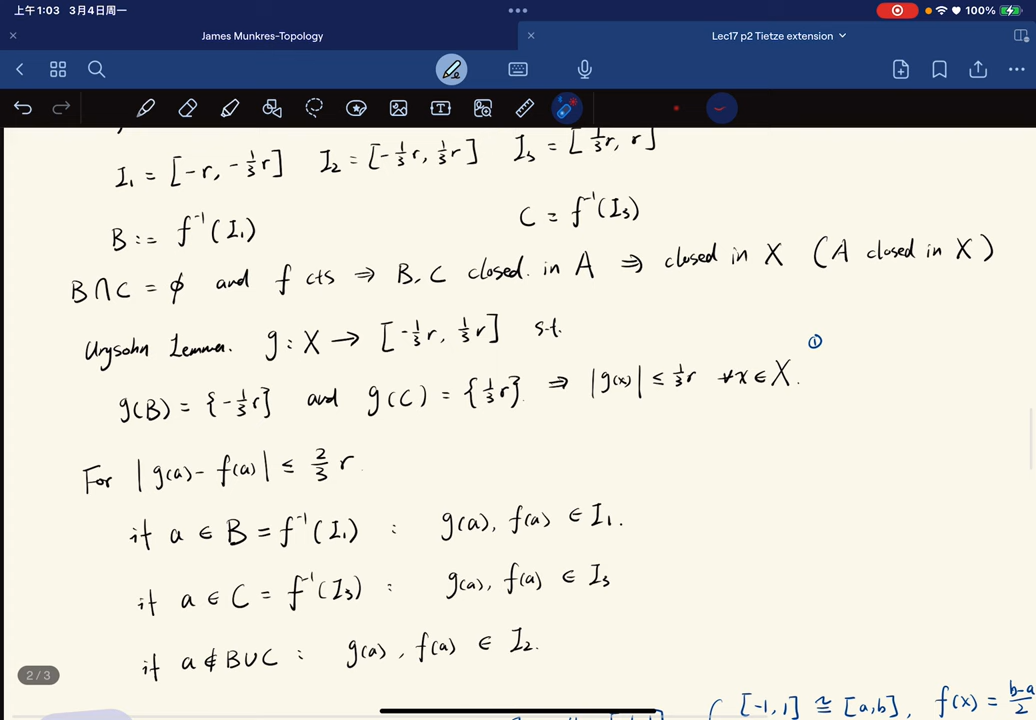 上午1:03 3月4日周一
100%
James Munkres-Topology
Lec17 p2 Tietze extension
I₁ = [-r, -⅓r] I₂ = [-⅓r, ⅓r] I₃ = [⅓r, r]
B := f⁻¹(I₁) C = f⁻¹(I₃)
B∩C = ϕ and f cts ⇒ B, C closed. in A ⇒ closed in X (A closed in X)
Urysohn Lemma. g: X → [-⅓r, ⅓r] s.t.
g(B) = {-⅓r} and g(C) = {⅓r} ⇒ |g(x)| ≤ ⅓r ∀x ∈ X. ①
For |g(a) - f(a)| ≤ ⅔ r.
if a ∈ B = f⁻¹(I₁) : g(a), f(a) ∈ I₁.
if a ∈ C = f⁻¹(I₃) : g(a), f(a) ∈ I₃
if a ∉ B∪C : g(a), f(a) ∈ I₂.
2/3
( [-1, 1] ≅ [a, b], f(x) = b-a/2